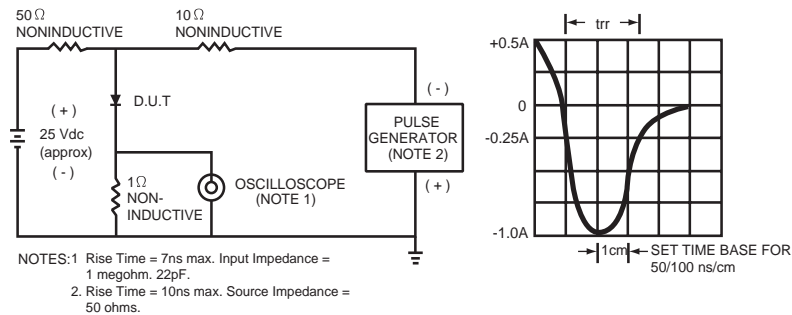 50Ω
NONINDUCTIVE
10Ω
NONINDUCTIVE
D.U.T
(+)
25 Vdc
(approx)
(-)
1Ω
NON-
INDUCTIVE
OSCILLOSCOPE
(NOTE 1)
(-)
PULSE
GENERATOR
(NOTE 2)
(+)
NOTES:1 Rise Time = 7ns max. Input Impedance =
1 megohm. 22pF.
2. Rise Time = 10ns max. Source Impedance =
50 ohms.
trr
+0.5A
0
-0.25A
-1.0A
1cm
SET TIME BASE FOR
50/100 ns/cm